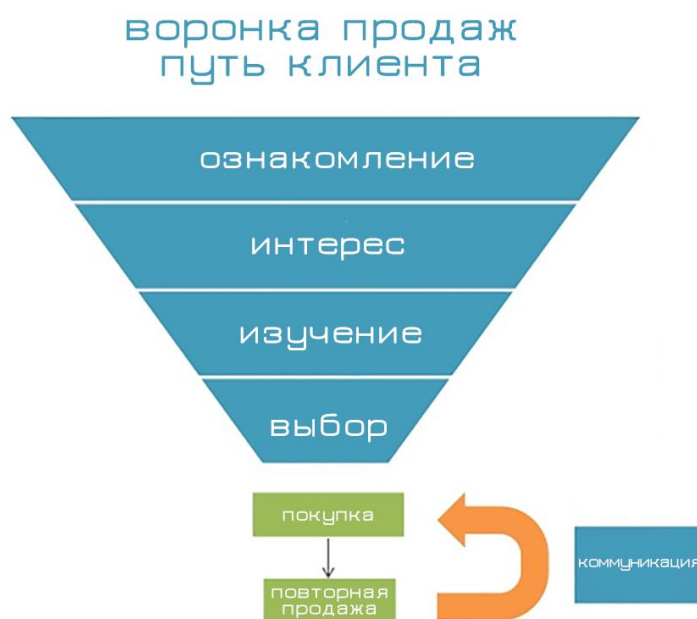 воронка продаж
путь клиента
ознакомление
интерес
изучение
выбор
покупка
коммуникация
повторная
продажа